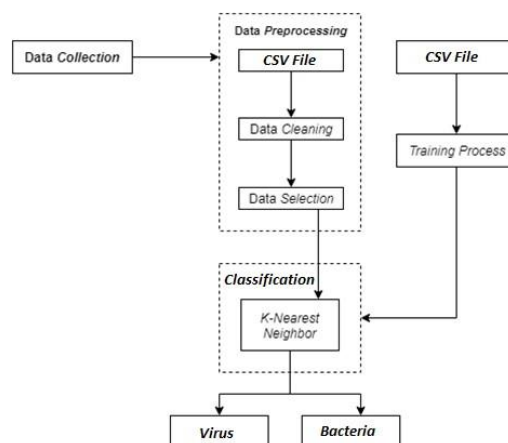 Data Preprocessing
Data Collection
CSV File
CSV File
Data Cleaning
Training Process
Data Selection
Classification
K-Nearest
Neighbor
Virus
Bacteria